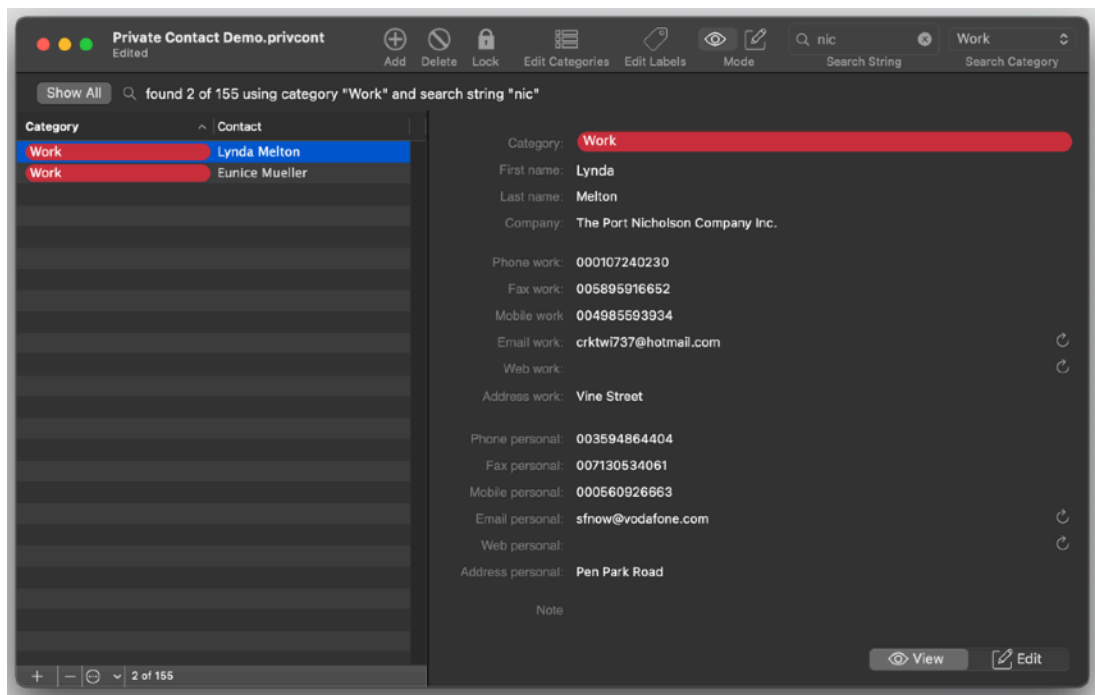 Private Contact Demo.privcont
Edited
Add Delete Lock Edit Categories Edit Labels Mode
nic
Search String
Work
Search Category
Show All found 2 of 155 using category "Work" and search string "nic"
Category Contact
Work Lynda Melton
Work Eunice Mueller
Category: Work
First name: Lynda
Last name: Melton
Company: The Port Nicholson Company Inc.
Phone work: 000107240230
Fax work: 005895916652
Mobile work 004985593934
Email work: crktwi737@hotmail.com
Web work:
Address work: Vine Street
Phone personal: 003594864404
Fax personal: 007130534061
Mobile personal: 000560926663
Email personal: sfnow@vodafone.com
Web personal:
Address personal: Pen Park Road
Note
View Edit
2 of 155